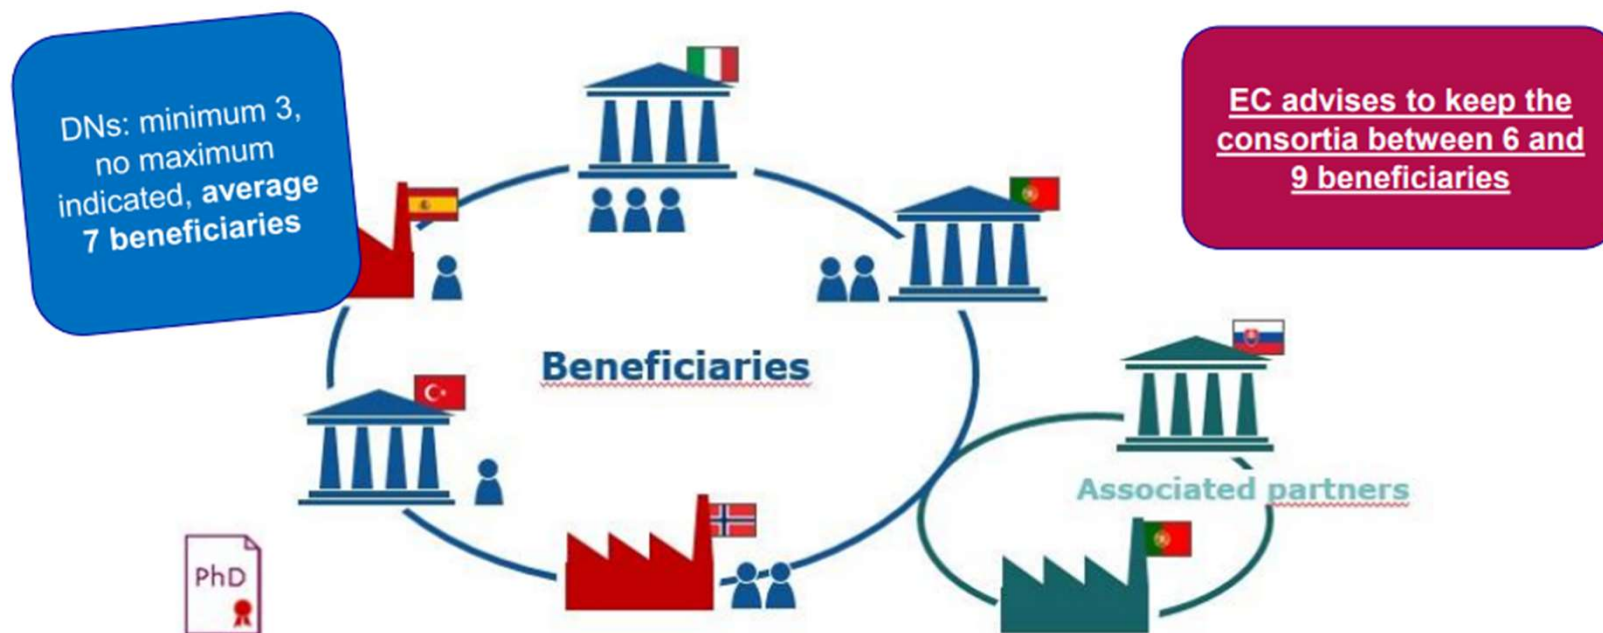 DNs: minimum 3,
no maximum
indicated, average
7 beneficiaries
EC advises to keep the
consortia between 6 and
9 beneficiaries
Beneficiaries
Associated partners
PhD